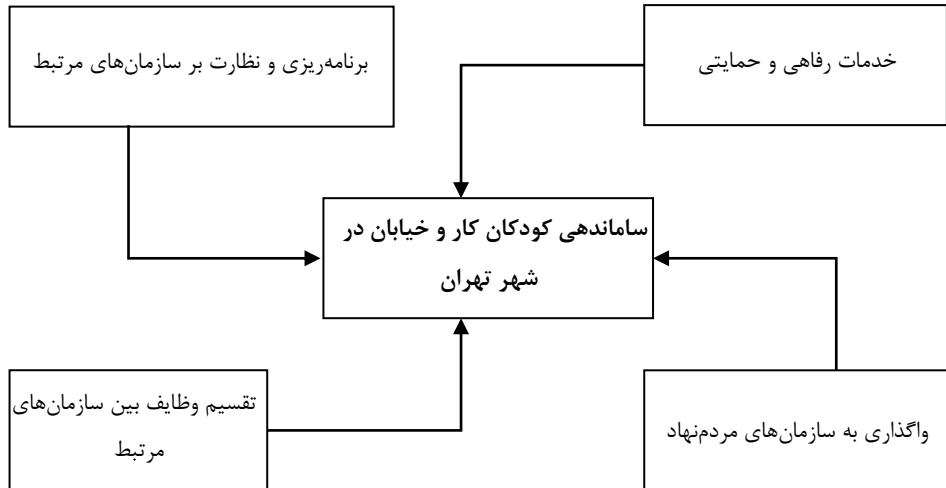 خدمات رفاهی و حمایتی
برنامه‌ریزی و نظارت بر سازمان‌های مرتبط
ساماندهی کودکان کار و خیابان در
شهر تهران
واگذاری به سازمان‌های مردم‌نهاد
تقسیم وظایف بین سازمان‌های
مرتبط